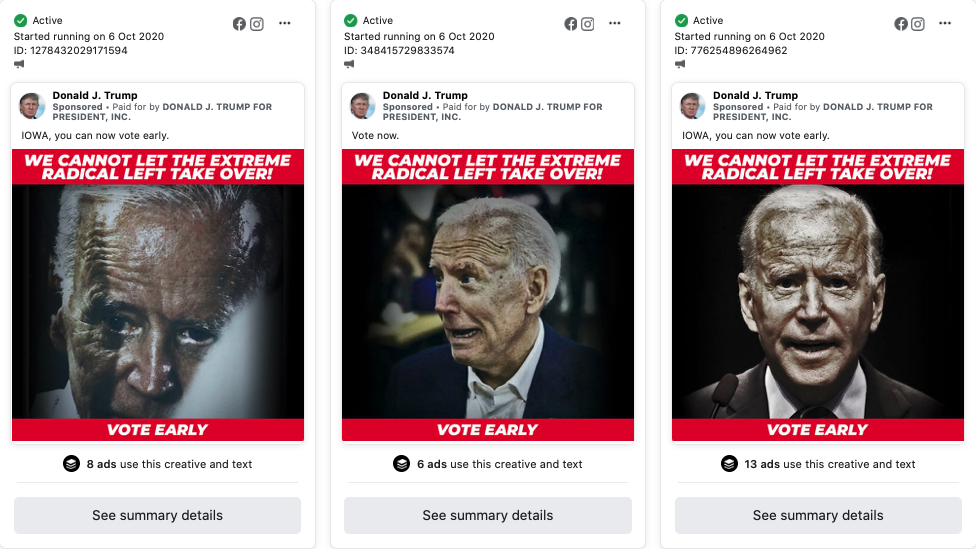 Active
Started running on 6 Oct 2020
ID: 1278432029171594
Donald J. Trump
Sponsored • Paid for by DONALD J. TRUMP FOR
PRESIDENT, INC.
IOWA, you can now vote early.
WE CANNOT LET THE EXTREME
RADICAL LEFT TAKE OVER!
VOTE EARLY
8 ads use this creative and text
See summary details
Active
Started running on 6 Oct 2020
ID: 348415729833574
Donald J. Trump
Sponsored • Paid for by DONALD J. TRUMP FOR
PRESIDENT, INC.
Vote now.
WE CANNOT LET THE EXTREME
RADICAL LEFT TAKE OVER!
VOTE EARLY
6 ads use this creative and text
See summary details
Active
Started running on 6 Oct 2020
ID: 776254896264962
Donald J. Trump
Sponsored • Paid for by DONALD J. TRUMP FOR
PRESIDENT, INC.
IOWA, you can now vote early.
WE CANNOT LET THE EXTREME
RADICAL LEFT TAKE OVER!
VOTE EARLY
13 ads use this creative and text
See summary details